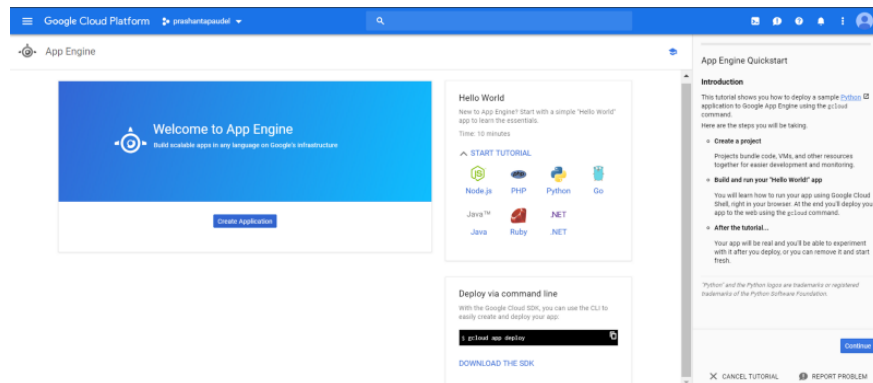 Google Cloud Platform
prashantapaudel
App Engine
Welcome to App Engine
Build scalable apps in any language on Google's infrastructure
Create Application
Hello World
New to App Engine? Start with a simple "Hello World"
app to learn the essentials.
Time: 10 minutes
START TUTORIAL
JS
php
Node.js PHP Python Go
Java™ .NET
Java Ruby .NET
Deploy via command line
With the Google Cloud SDK, you can use the CLI to
easily create and deploy your app:
$ gcloud app deploy
DOWNLOAD THE SDK
App Engine Quickstart
Introduction
This tutorial shows you how to deploy a sample Python
application to Google App Engine using the gcloud
command.
Here are the steps you will be taking.
Create a project
Projects bundle code, VMs, and other resources
together for easier development and monitoring.
Build and run your "Hello World!" app
You will learn how to run your app using Google Cloud
Shell, right in your browser. At the end you'll deploy you
app to the web using the gcloud command.
After the tutorial...
Your app will be real and you'll be able to experiment
with it after you deploy, or you can remove it and start
fresh.
"Python" and the Python logos are trademarks or registered
trademarks of the Python Software Foundation.
Continue
CANCEL TUTORIAL REPORT PROBLEM